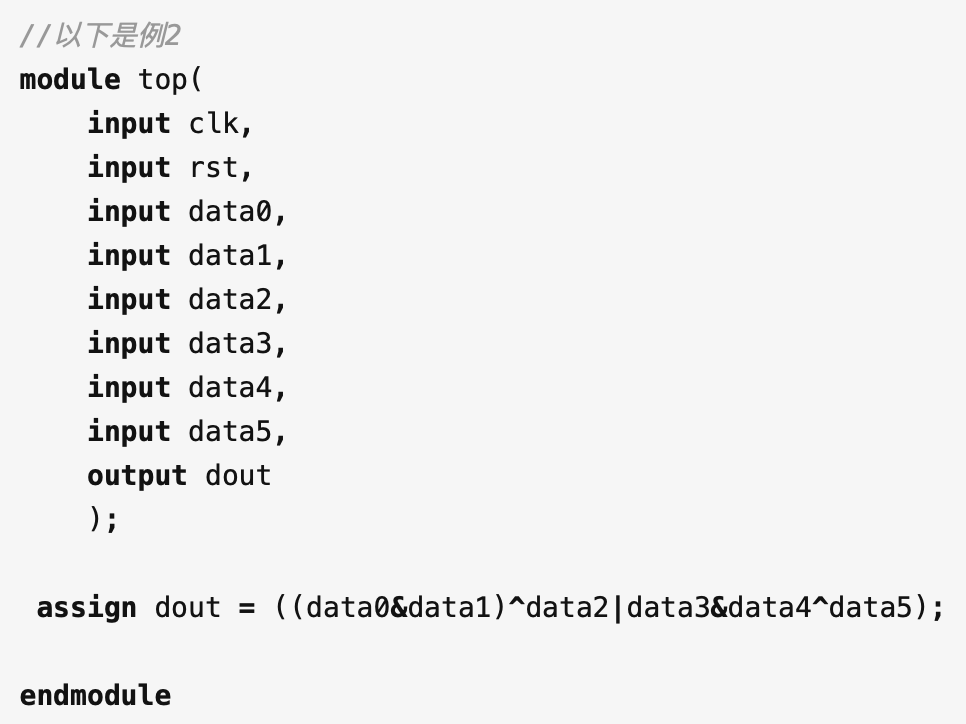 //以下是例2
module top(
    input clk,
    input rst,
    input data0,
    input data1,
    input data2,
    input data3,
    input data4,
    input data5,
    output dout
    );

 assign dout = ((data0&data1)^data2|data3&data4^data5);

endmodule